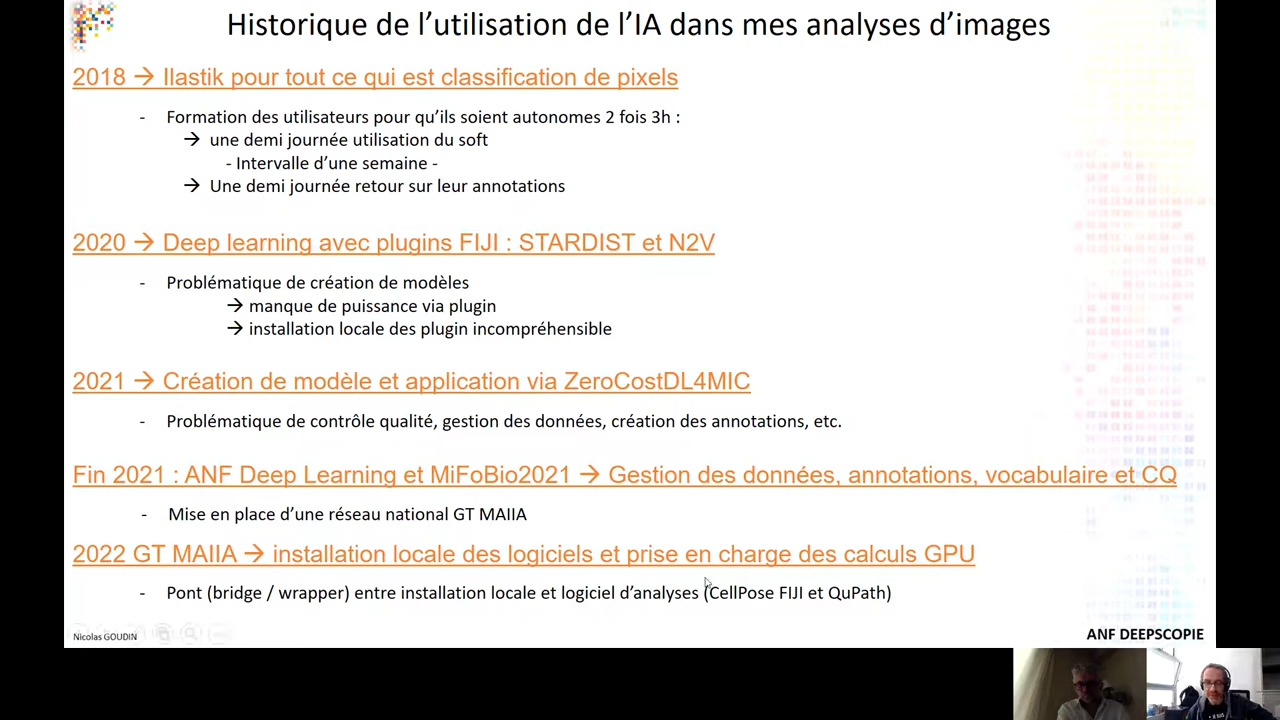 Historique de l’utilisation de l’IA dans mes analyses d’images
2018 → Ilastik pour tout ce qui est classification de pixels
- Formation des utilisateurs pour qu’ils soient autonomes 2 fois 3h :
→ une demi journée utilisation du soft
- Intervalle d’une semaine -
→ Une demi journée retour sur leur annotations
2020 → Deep learning avec plugins FIJI : STARDIST et N2V
- Problématique de création de modèles
→ manque de puissance via plugin
→ installation locale des plugin incompréhensible
2021 → Création de modèle et application via ZeroCostDL4MIC
- Problématique de contrôle qualité, gestion des données, création des annotations, etc.
Fin 2021 : ANF Deep Learning et MiFoBio2021 → Gestion des données, annotations, vocabulaire et CQ
- Mise en place d’une réseau national GT MAIIA
2022 GT MAIIA → installation locale des logiciels et prise en charge des calculs GPU
- Pont (bridge / wrapper) entre installation locale et logiciel d’analyses (CellPose FIJI et QuPath)
Nicolas GOUDIN
ANF DEEPSCOPIE